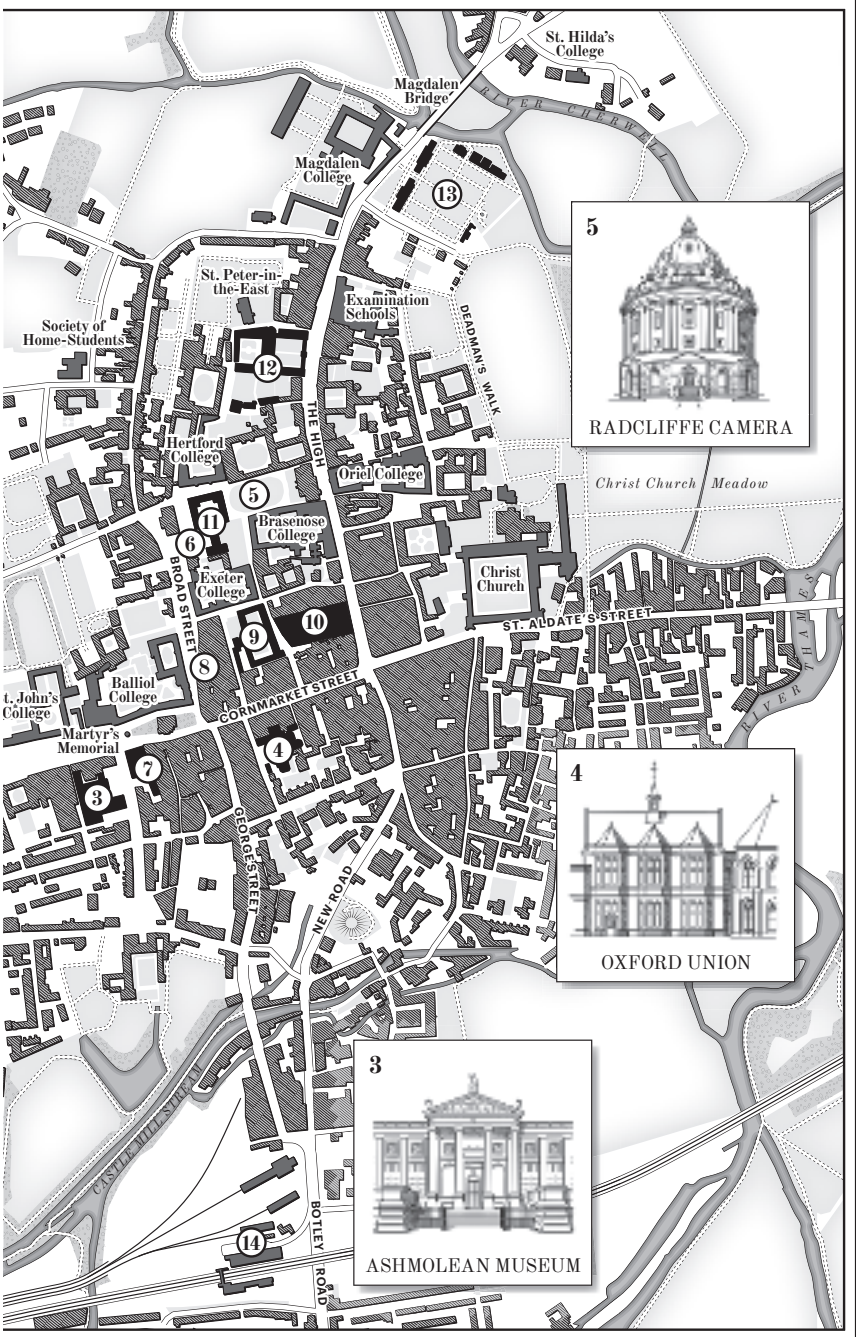 St. Hilda's
College
Magdalen
Bridge
RIVER CHERWELL
Magdalen
College
13
5
RADCLIFFE CAMERA
St. Peter-in-
the-East
Examination
Schools
Society of
Home-Students
DEADMAN'S WALK
12
THE HIGH
Hertford
College
Oriel College
5
Christ Church Meadow
11
Brasenose
College
6
BROAD STREET
Exeter
College
Christ
Church
10
9
ST. ALDATE'S STREET
RIVER THAMES
8
Balliol
College
t. John's
College
CORNMARKET STREET
Martyr's
Memorial
4
7
3
4
OXFORD UNION
GEORGE STREET
NEW ROAD
CASTLE MILL STREAM
3
ASHMOLEAN MUSEUM
14
BOTLEY ROAD